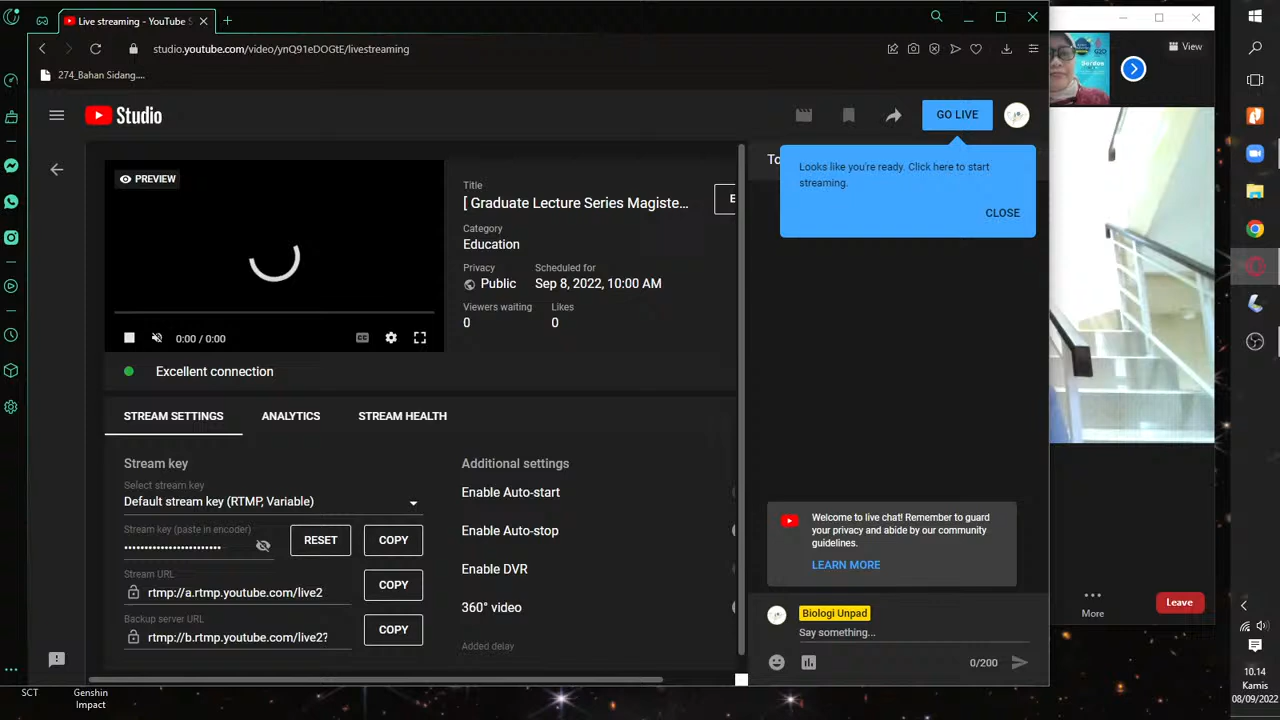 Live streaming - YouTube S
studio.youtube.com/video/ynQ91eDOGtE/livestreaming
274_Bahan Sidang....
View
Studio
GO LIVE
PREVIEW
Looks like you're ready. Click here to start
streaming.
CLOSE
Title
[ Graduate Lecture Series Magiste...
E
To
Category
Education
Privacy
Scheduled for
Public
Sep 8, 2022, 10:00 AM
Viewers waiting
Likes
0
0
0:00 / 0:00
Excellent connection
STREAM SETTINGS
ANALYTICS
STREAM HEALTH
Stream key
Select stream key
Default stream key (RTMP, Variable)
Stream key (paste in encoder)
••••••••••••••••••••••••
RESET
COPY
Stream URL
rtmp://a.rtmp.youtube.com/live2
COPY
Backup server URL
rtmp://b.rtmp.youtube.com/live2?
COPY
Additional settings
Enable Auto-start
Enable Auto-stop
Enable DVR
360° video
Added delay
Welcome to live chat! Remember to guard
your privacy and abide by our community
guidelines.
LEARN MORE
Biologi Unpad
Say something...
0/200
More
Leave
SCT
Genshin
Impact
10.14
Kamis
08/09/2022